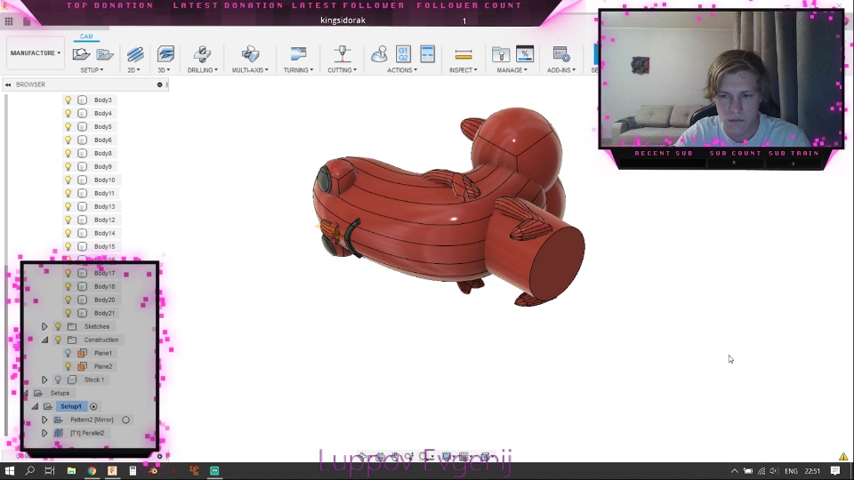 TOP DONATION LATEST DONATION LATEST FOLLOWER FOLLOWER COUNT
kingsidorak 1
CAM
MANUFACTURE
SETUP
2D
3D
DRILLING
MULTI-AXIS
TURNING
CUTTING
ACTIONS
INSPECT
MANAGE
ADD-INS
G1
G2
BROWSER
Body3
Body4
Body5
Body6
Body8
Body9
Body10
Body11
Body13
Body12
Body14
Body15
Body17
Body18
Body20
Body21
Sketches
Construction
Plane1
Plane2
Stock:1
Setups
Setup1
Pattern2 [Mirror]
[T1] Parallel2
RECENT SUB SUB COUNT SUB TRAIN
Luppov Evgenij
ENG 22:51